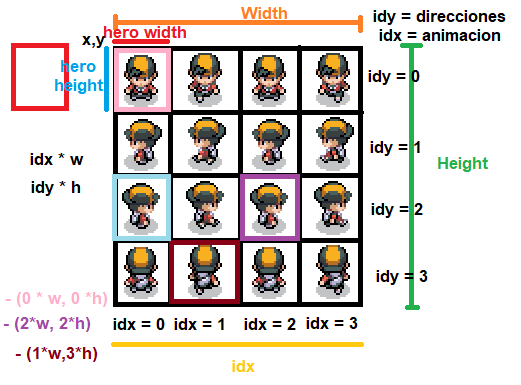 Width
idy = direcciones
idx = animacion
hero width
x,y
hero
height
idy = 0
idx * w
idy * h
idy = 1
Height
idy = 2
idy = 3
- (0 * w, 0 *h)
- (2*w, 2*h)
- (1*w,3*h)
idx = 0
idx = 1
idx = 2
idx = 3
idx